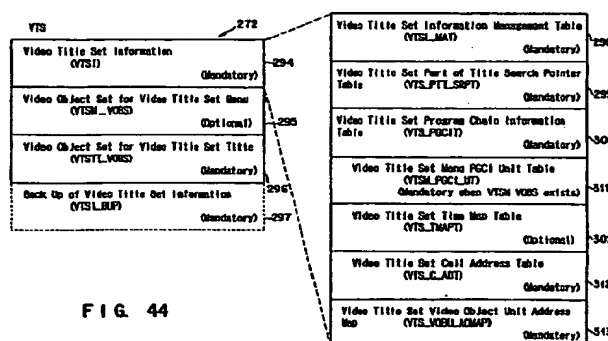 VTS
272
Video Title Set Information
(VTSI)
(Mandatory)
294
Video Object Set for Video Title Set Menu
(VTSM_VOBS)
(Optional)
295
Video Object Set for Video Title Set Title
(VTSTT_VOBS)
(Mandatory)
296
Back Up of Video Title Set Information
(VTSI_BUP)
(Mandatory)
297
Video Title Set Information Management Table
(VTSI_MAT)
(Mandatory)
Video Title Set Part of Title Search Pointer
Table (VTS_PTT_SRPT)
(Mandatory)
Video Title Set Program Chain Information
Table (VTS_PGCIT)
(Mandatory)
Video Title Set Menu PGCI Unit Table
(VTSM_PGCI_UT)
(Mandatory when VTSM VOBS exists)
311
Video Title Set Time Map Table
(VTS_TMAPT)
(Optional)
Video Title Set Cell Address Table
(VTS_C_ADT)
(Mandatory)
312
Video Title Set Video Object Unit Address
Map (VTS_VOBU_ADMAP)
(Mandatory)
313
FIG. 44